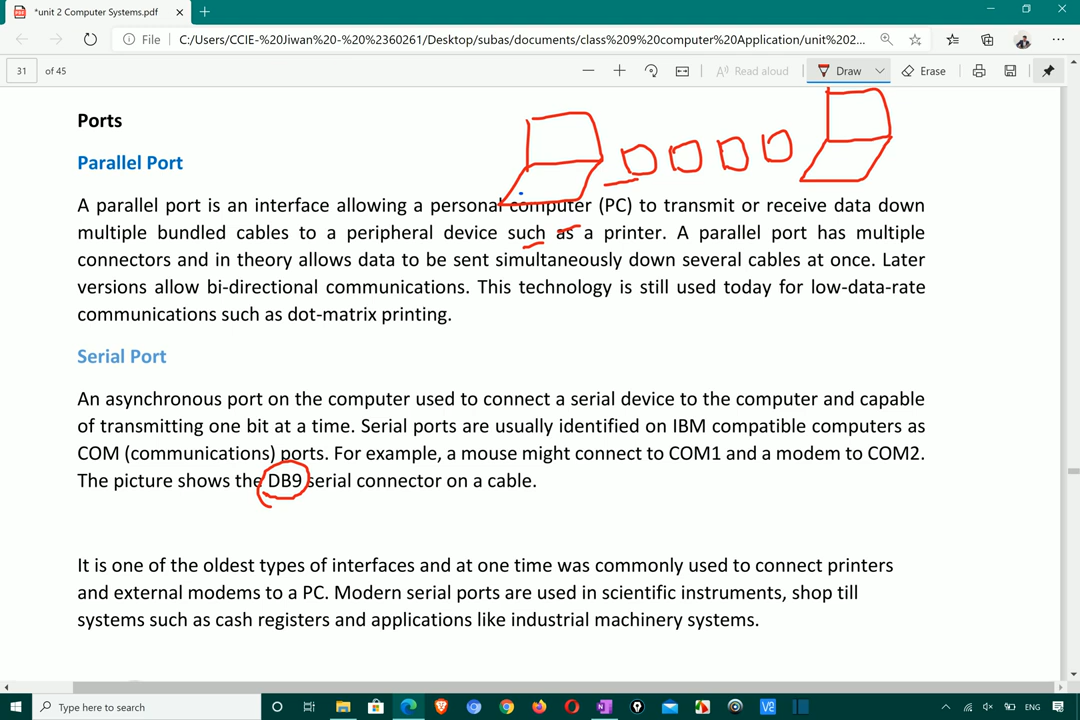 *unit 2 Computer Systems.pdf
File
C:/Users/CCIE-%20Jiwan%20-%20%2360261/Desktop/subas/documents/class%209%20computer%20Application/unit%202...
31 of 45
Read aloud
Draw
Erase
Ports
Parallel Port
A parallel port is an interface allowing a personal computer (PC) to transmit or receive data down
multiple bundled cables to a peripheral device such as a printer. A parallel port has multiple
connectors and in theory allows data to be sent simultaneously down several cables at once. Later
versions allow bi-directional communications. This technology is still used today for low-data-rate
communications such as dot-matrix printing.
Serial Port
An asynchronous port on the computer used to connect a serial device to the computer and capable
of transmitting one bit at a time. Serial ports are usually identified on IBM compatible computers as
COM (communications) ports. For example, a mouse might connect to COM1 and a modem to COM2.
The picture shows the DB9 serial connector on a cable.
It is one of the oldest types of interfaces and at one time was commonly used to connect printers
and external modems to a PC. Modern serial ports are used in scientific instruments, shop till
systems such as cash registers and applications like industrial machinery systems.
Type here to search
ENG